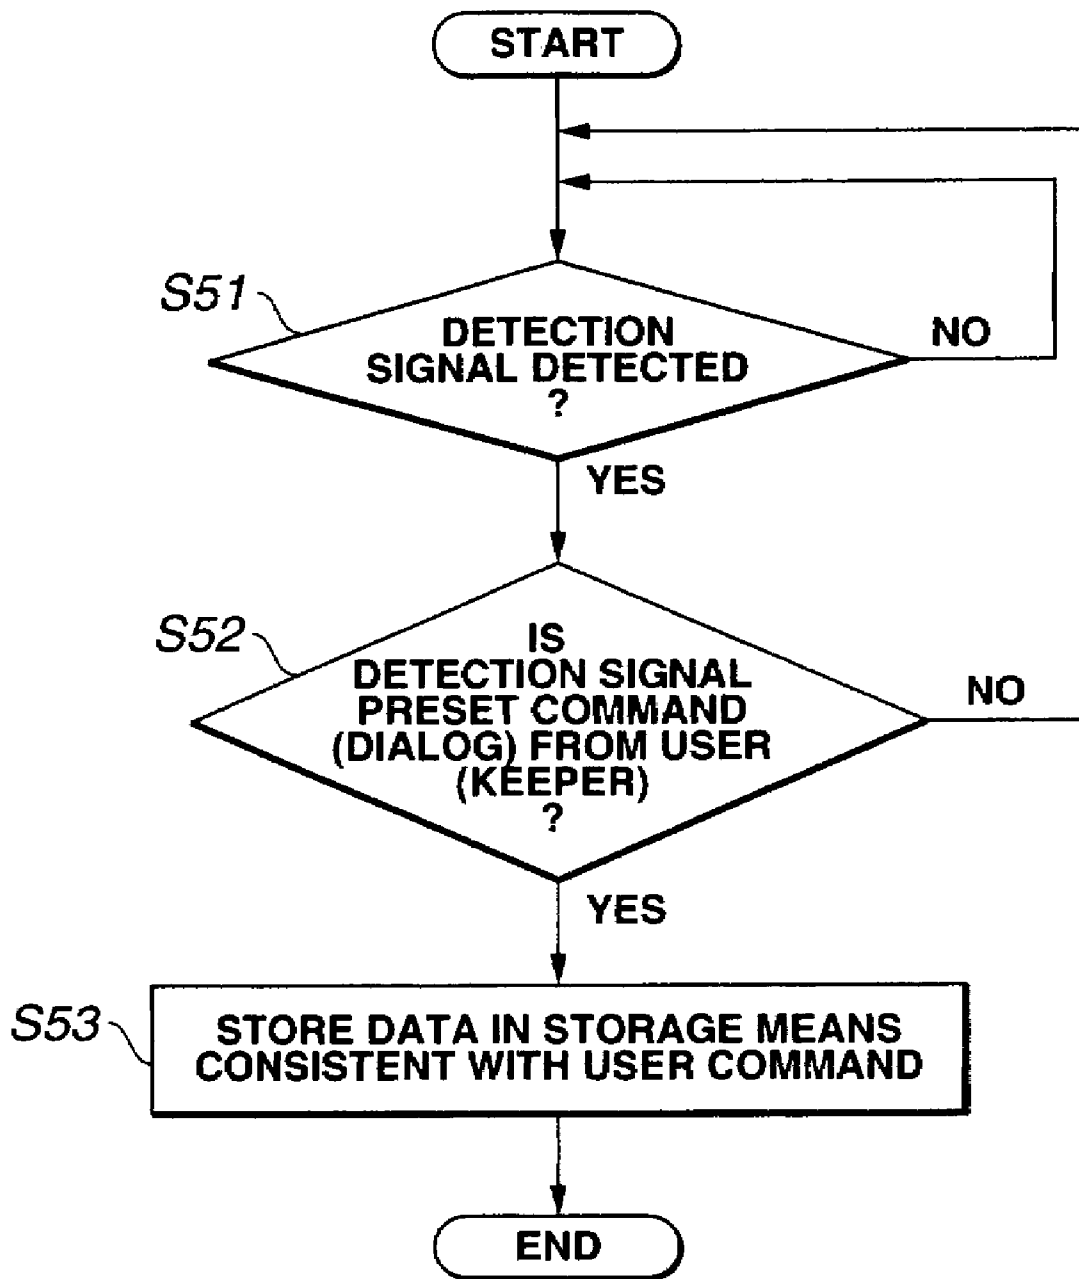 START
S51
DETECTION
SIGNAL DETECTED
?
NO
YES
S52
IS
DETECTION SIGNAL
PRESET COMMAND
(DIALOG) FROM USER
(KEEPER)
?
NO
YES
S53
STORE DATA IN STORAGE MEANS
CONSISTENT WITH USER COMMAND
END